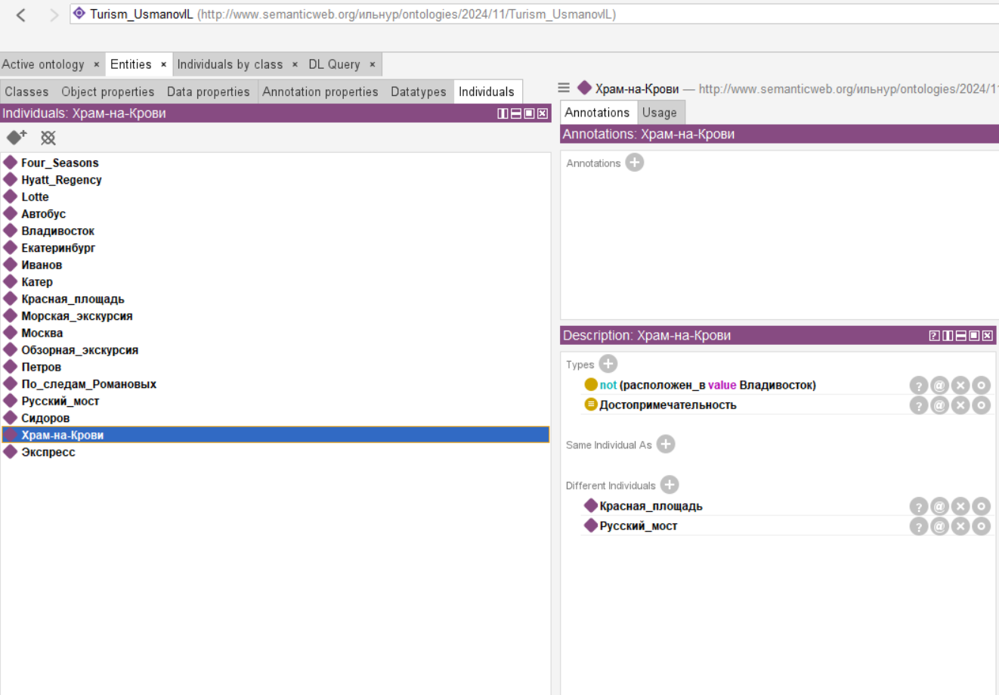 Turism_UsmanovIL (http://www.semanticweb.org/ильнур/ontologies/2024/11/Turism_UsmanovIL)
Active ontology × Entities × Individuals by class × DL Query ×
Classes Object properties Data properties Annotation properties Datatypes Individuals
Individuals: Храм-на-Крови
Four_Seasons
Hyatt_Regency
Lotte
Автобус
Владивосток
Екатеринбург
Иванов
Катер
Красная_площадь
Морская_экскурсия
Москва
Обзорная_экскурсия
Петров
По_следам_Романовых
Русский_мост
Сидоров
Храм-на-Крови
Экспресс
Храм-на-Крови — http://www.semanticweb.org/ильнур/ontologies/2024/1
Annotations Usage
Annotations: Храм-на-Крови
Annotations
Description: Храм-на-Крови
Types
not (расположен_в value Владивосток)
Достопримечательность
Same Individual As
Different Individuals
Красная_площадь
Русский_мост